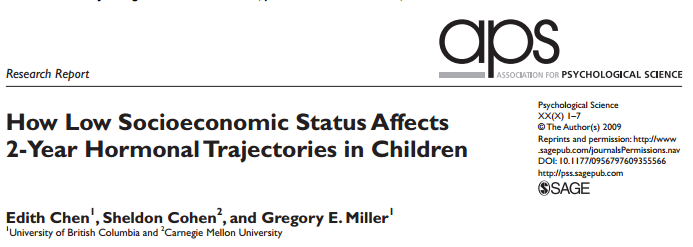 aps
Research Report
ASSOCIATION FOR PSYCHOLOGICAL SCIENCE
How Low Socioeconomic Status Affects
2-Year Hormonal Trajectories in Children
Psychological Science
XX(X) 1–7
© The Author(s) 2009
Reprints and permission: http://www
.sagepub.com/journalsPermissions.nav
DOI: 10.1177/0956797609355566
http://pss.sagepub.com
SAGE
Edith Chen1, Sheldon Cohen2, and Gregory E. Miller1
1University of British Columbia and 2Carnegie Mellon University